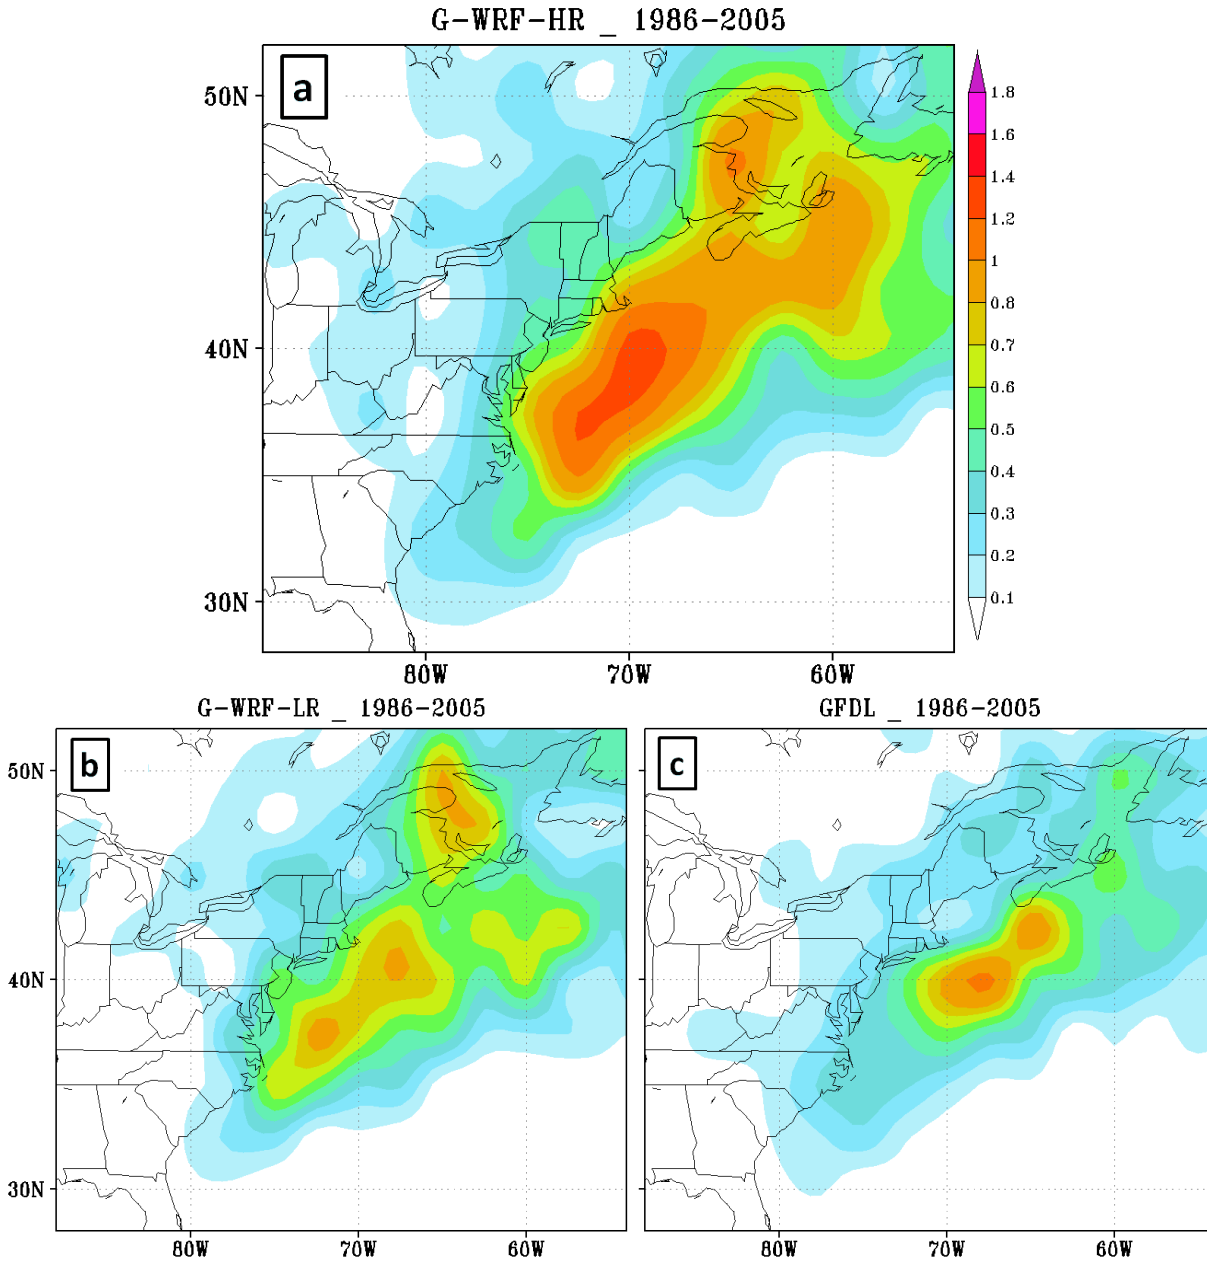 G-WRF-HR _ 1986-2005
a
50N
40N
30N
80W 70W 60W
1.8
1.6
1.4
1.2
1
0.8
0.7
0.6
0.5
0.4
0.3
0.2
0.1
G-WRF-LR _ 1986-2005
b
50N
40N
30N
80W 70W 60W
GFDL _ 1986-2005
c
80W 70W 60W